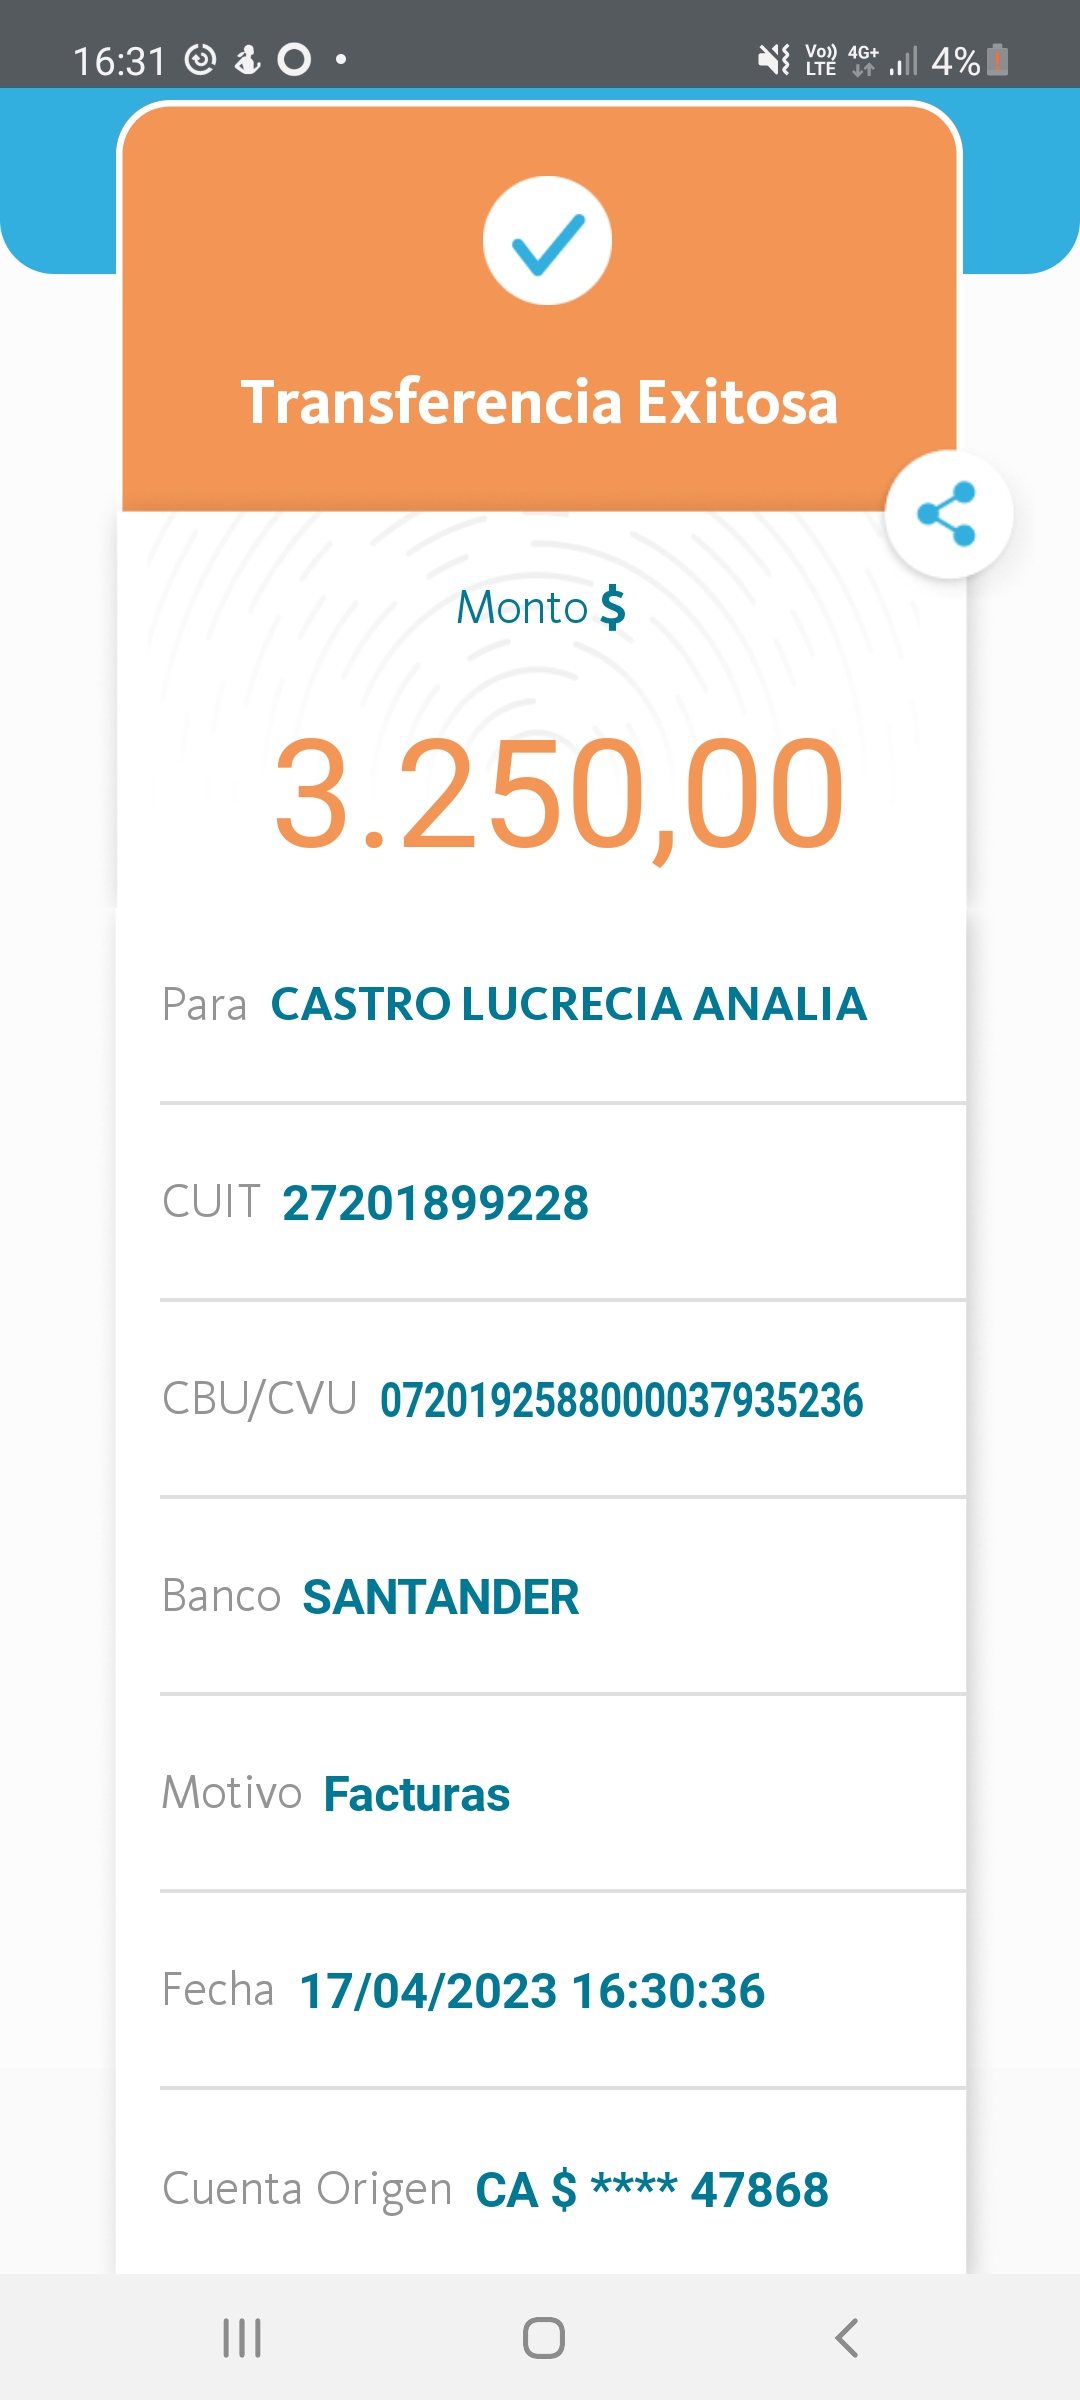 16:31 Vo)) LTE 4G+ 4%
Transferencia Exitosa
Monto $
3.250,00
Para CASTRO LUCRECIA ANALIA
CUIT 27201899228
CBU/CVU 0720192588000037935236
Banco SANTANDER
Motivo Facturas
Fecha 17/04/2023 16:30:36
Cuenta Origen CA $ **** 47868